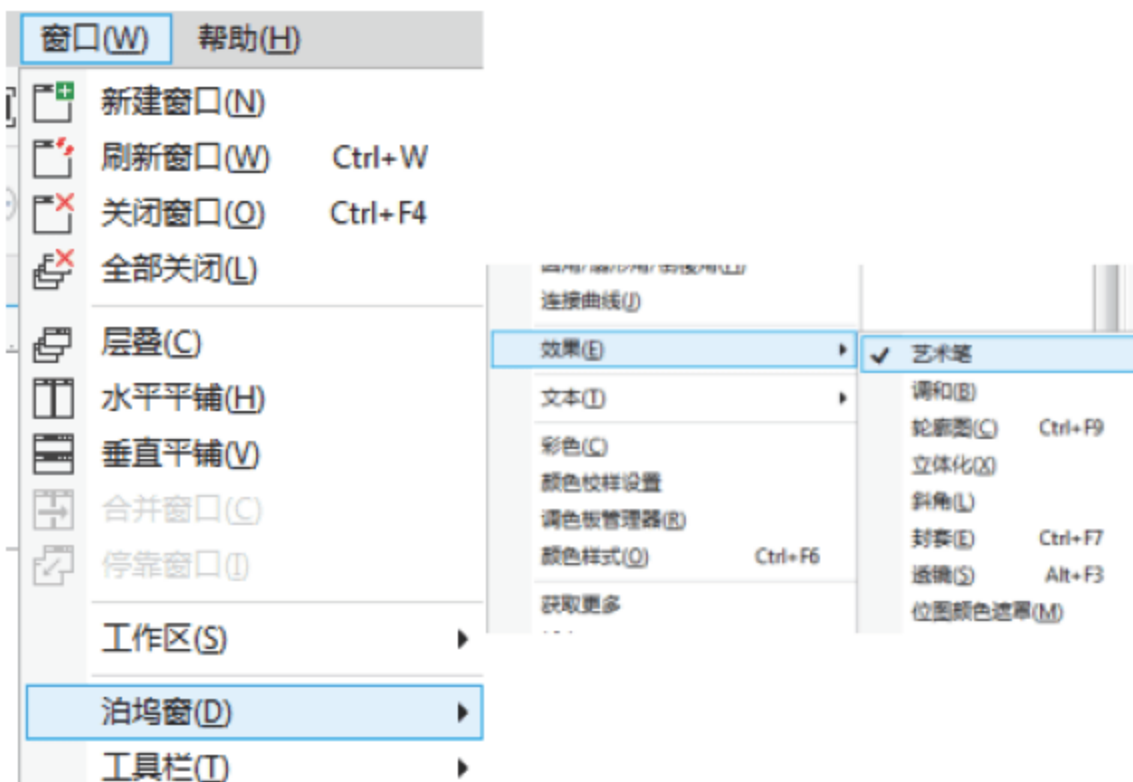 窗口(W) 帮助(H)
新建窗口(N)
刷新窗口(W) Ctrl+W
关闭窗口(O) Ctrl+F4
全部关闭(L)
层叠(C)
水平平铺(H)
垂直平铺(V)
合并窗口(C)
停靠窗口(I)
工作区(S)
泊坞窗(D)
工具栏(T)
连接曲线(J)
效果(E)
文本(T)
彩色(C)
颜色校样设置
调色板管理器(R)
颜色样式(O) Ctrl+F6
获取更多
艺术笔
调和(B)
轮廓图(C) Ctrl+F9
立体化(X)
斜角(L)
封套(E) Ctrl+F7
透镜(S) Alt+F3
位图颜色遮罩(M)